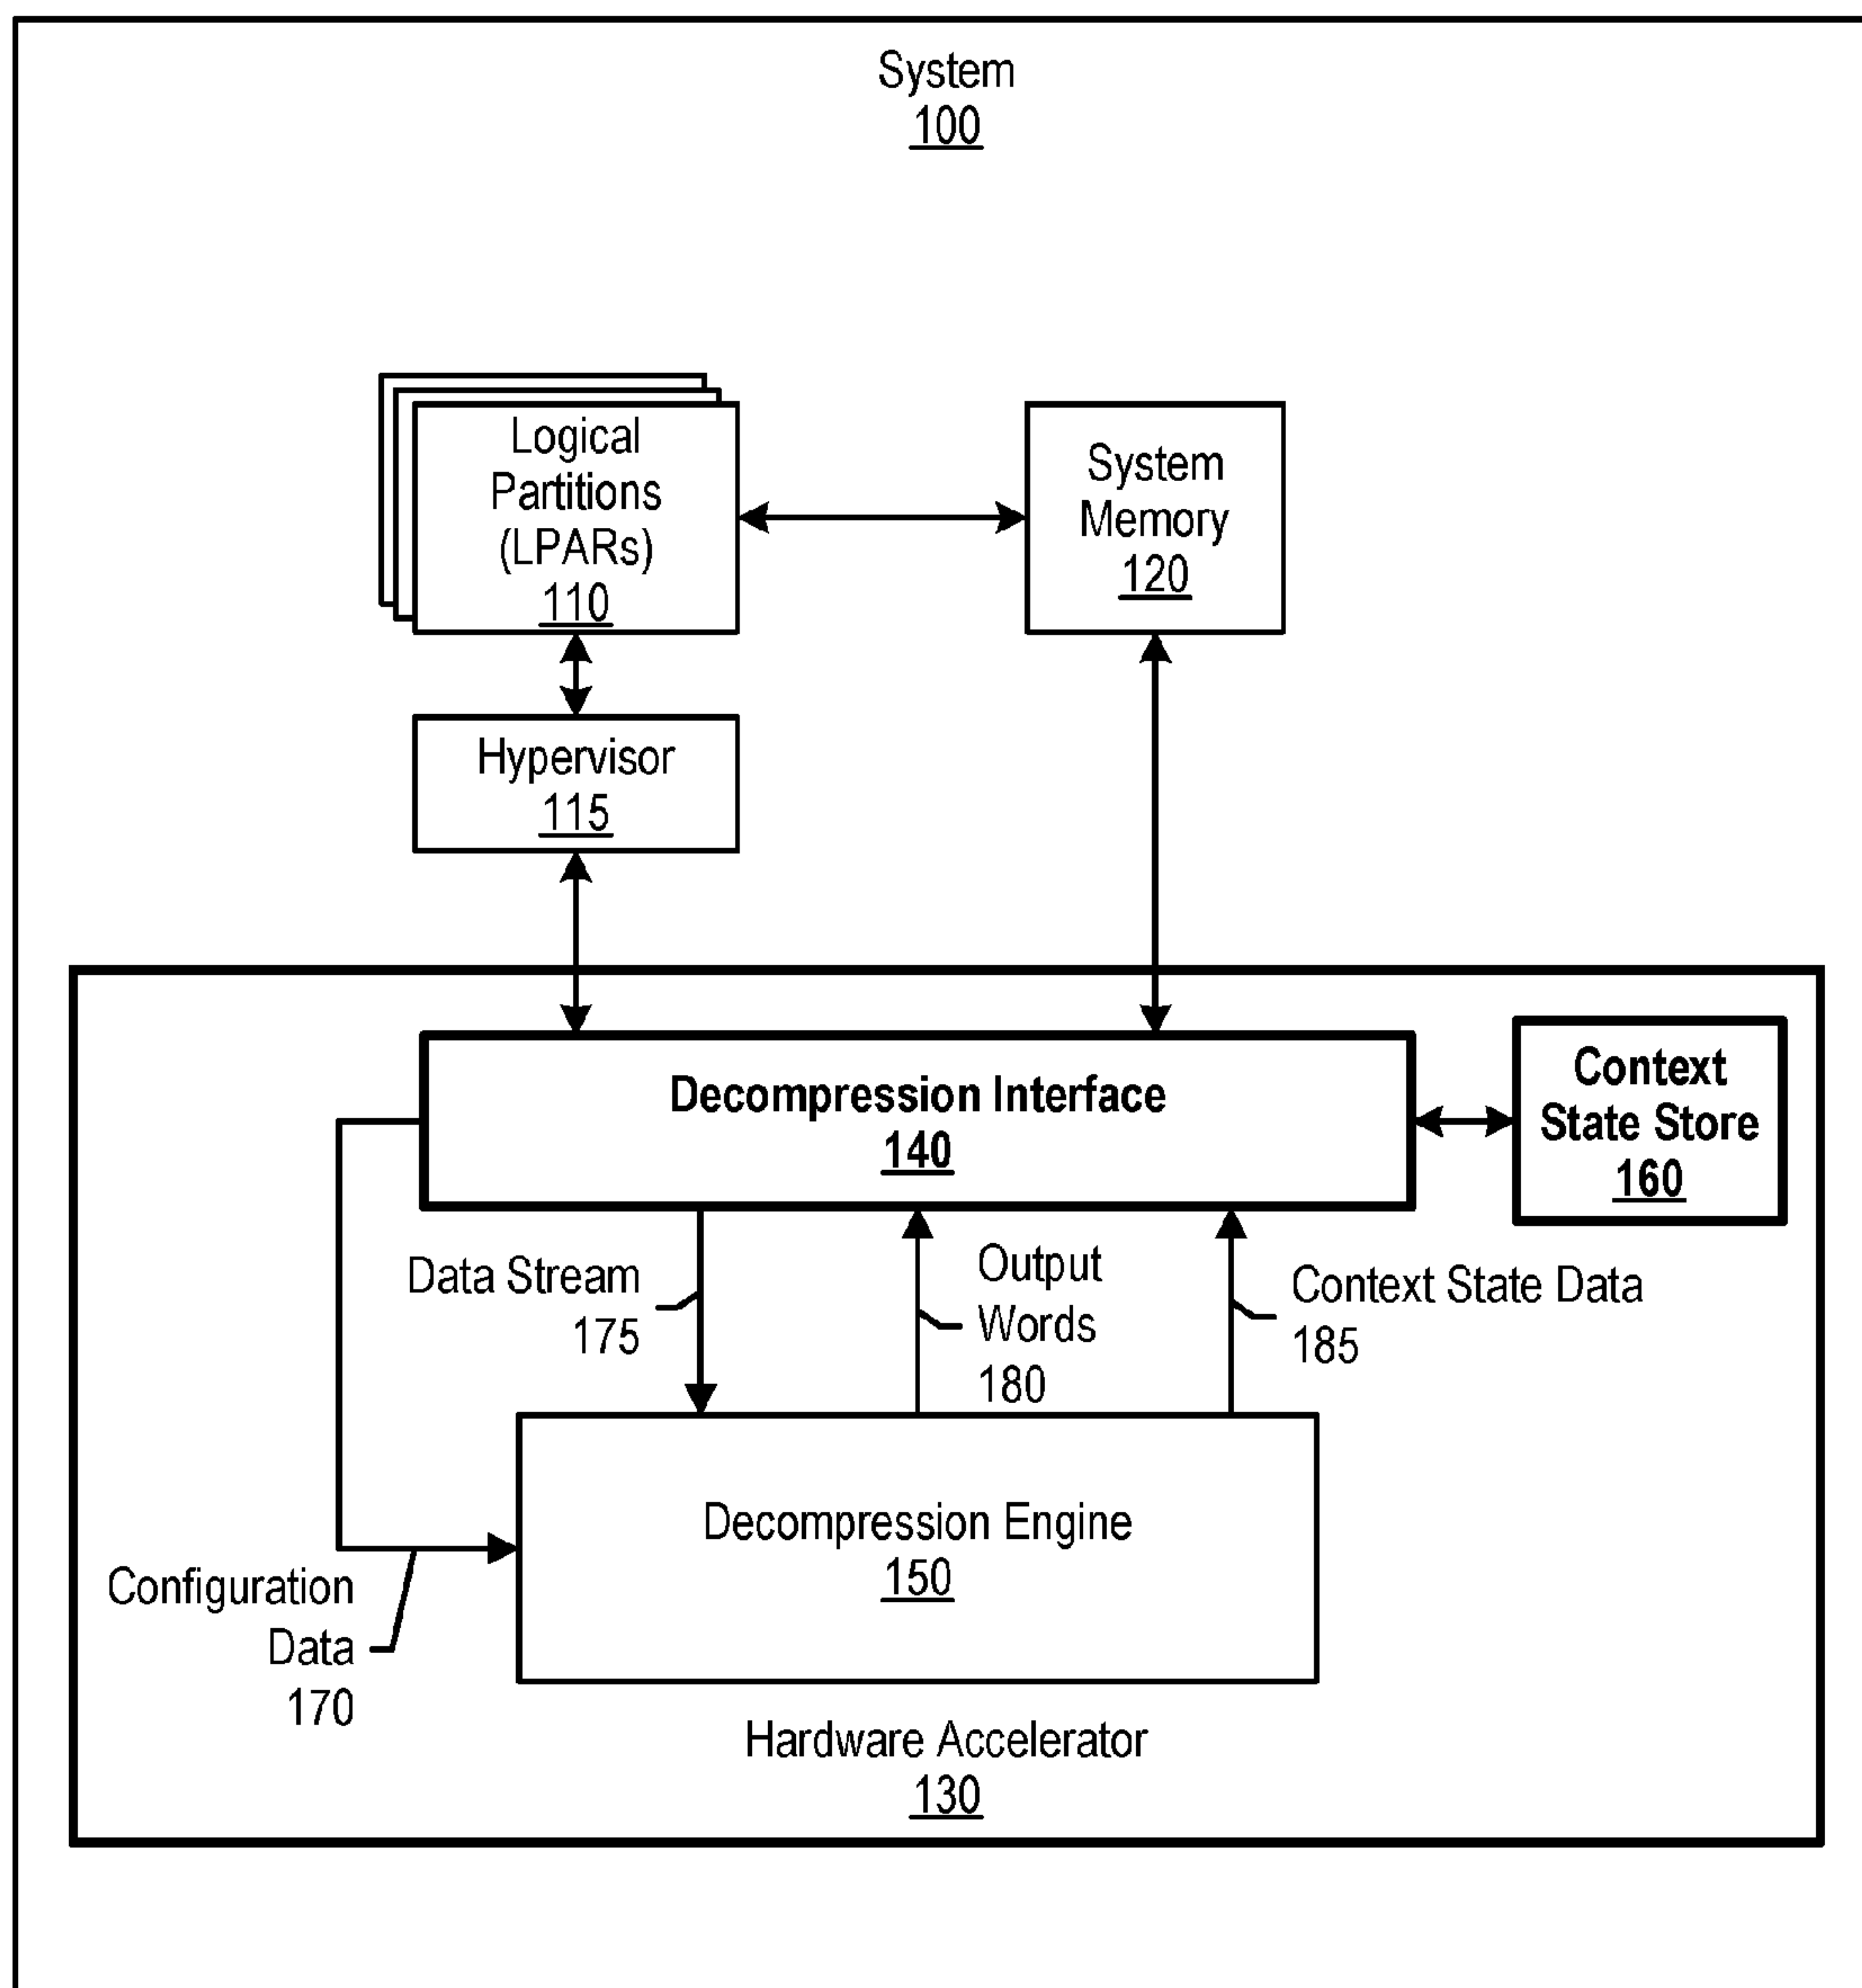 System
100
Logical
Partitions
(LPARs)
110
System
Memory
120
Hypervisor
115
Decompression Interface
140
Context
State Store
160
Data Stream
175
Output
Words
180
Context State Data
185
Decompression Engine
150
Configuration
Data
170
Hardware Accelerator
130